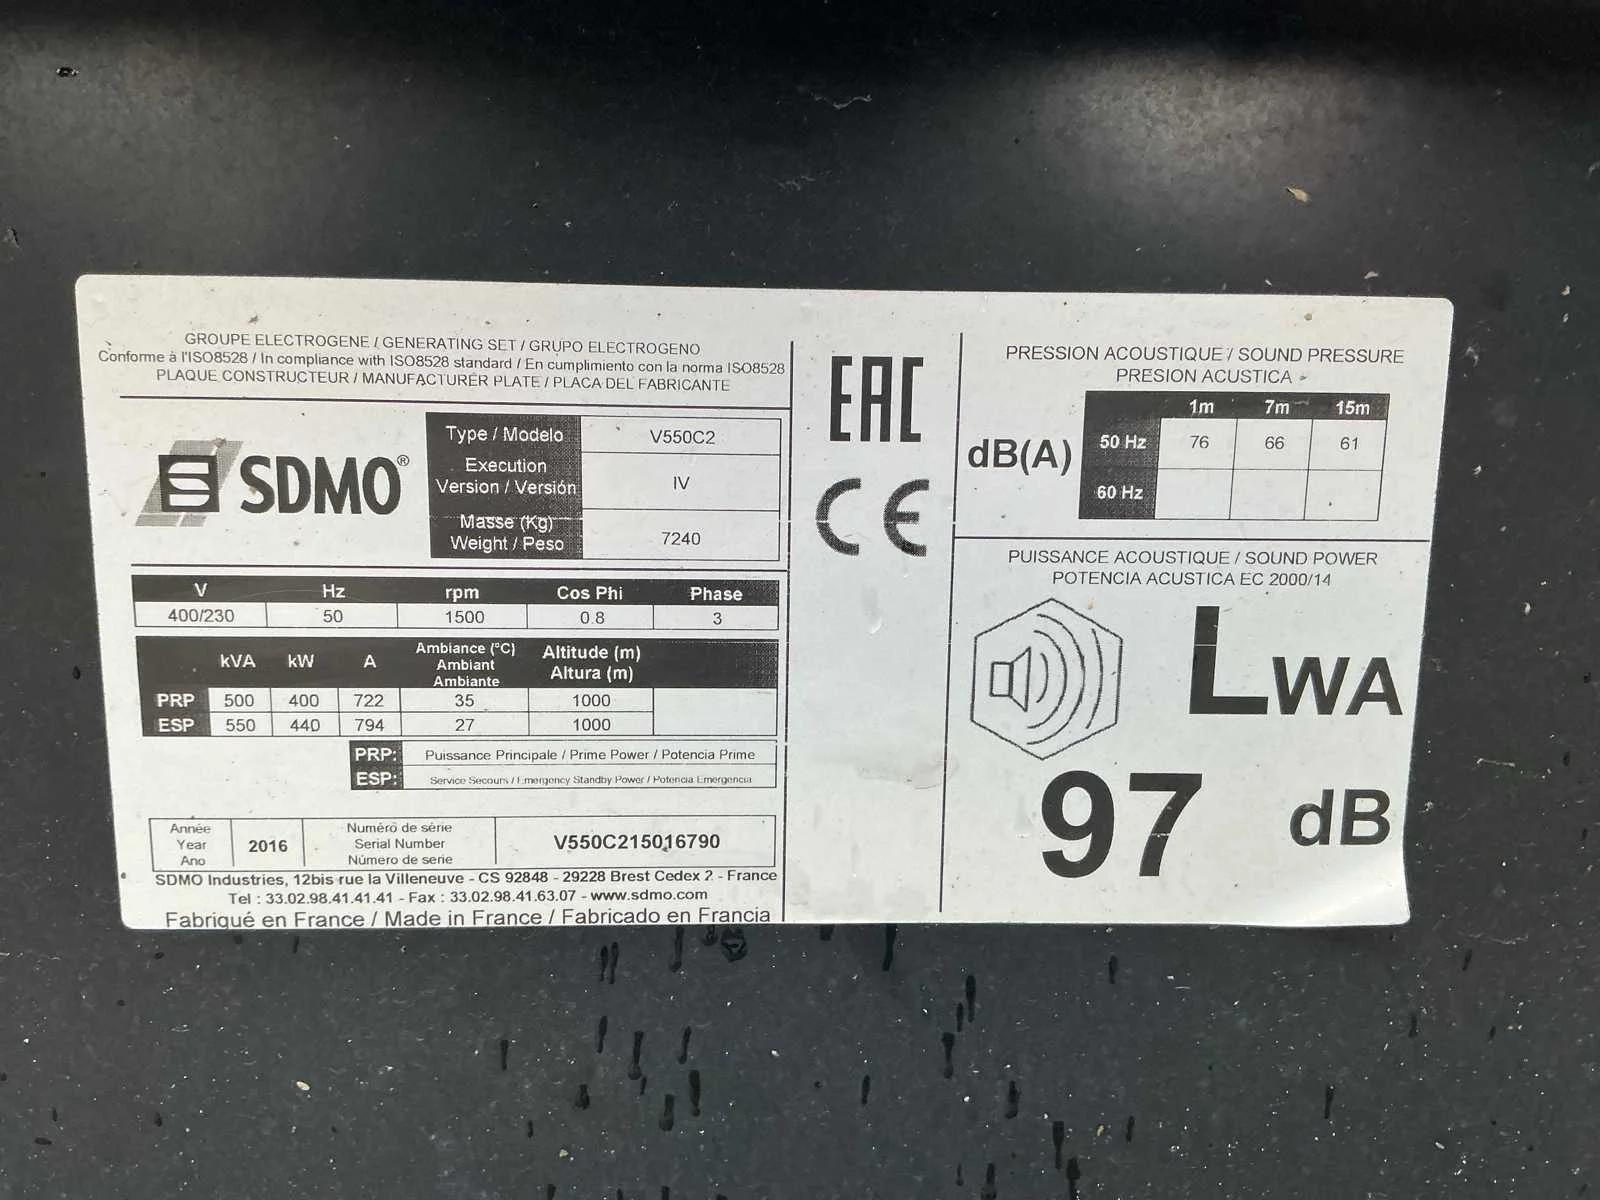 GROUPE ELECTROGENE / GENERATING SET / GRUPO ELECTROGENO
Conforme à l'ISO8528 / In compliance with ISO8528 standard / En cumplimiento con la norma ISO8528
PLAQUE CONSTRUCTEUR / MANUFACTURER PLATE / PLACA DEL FABRICANTE
SDMO®
Type / Modelo V550C2
Execution
Version / Versión IV
Masse (Kg)
Weight / Peso 7240
V Hz rpm Cos Phi Phase
400/230 50 1500 0.8 3
kVA kW A Ambiance (°C) Ambiant Ambiante Altitude (m) Altura (m)
PRP 500 400 722 35 1000
ESP 550 440 794 27 1000
PRP: Puissance Principale / Prime Power / Potencia Prime
ESP: Service Secours / Emergency Standby Power / Potencia Emergencia
Année
Year
Ano
2016
Numéro de série
Serial Number
Número de serie
V550C215016790
SDMO Industries, 12bis rue la Villeneuve - CS 92848 - 29228 Brest Cedex 2 - France
Tel : 33.02.98.41.41.41 - Fax : 33.02.98.41.63.07 - www.sdmo.com
Fabriqué en France / Made in France / Fabricado en Francia
EAC
CE
PRESSION ACOUSTIQUE / SOUND PRESSURE
PRESION ACUSTICA
1m 7m 15m
dB(A)
50 Hz 76 66 61
60 Hz
PUISSANCE ACOUSTIQUE / SOUND POWER
POTENCIA ACUSTICA EC 2000/14
LWA
97 dB